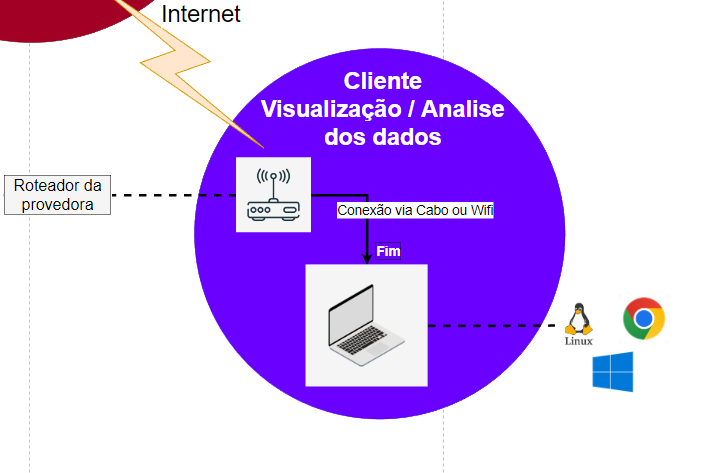 Internet
Cliente
Visualização / Analise
dos dados
Roteador da
provedora
Conexão via Cabo ou Wifi
Fim
Linux